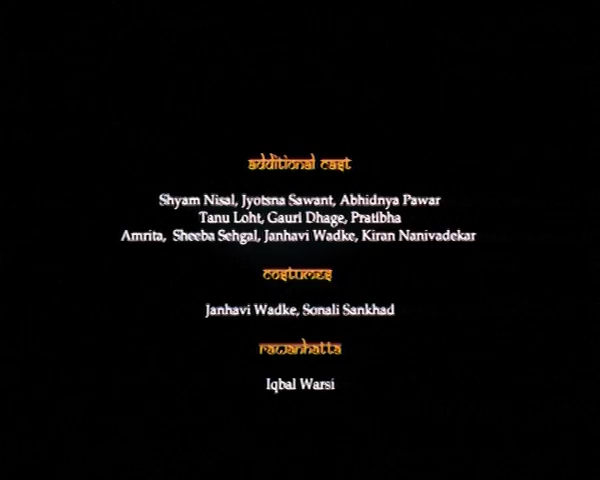 additional cast
Shyam Nisal, Jyotsna Sawant, Abhidnya Pawar
Tanu Loht, Gauri Dhage, Pratibha
Amrita, Sheeba Sehgal, Janhavi Wadke, Kiran Nanivadekar
costumes
Janhavi Wadke, Sonali Sankhad
rawanhatta
Iqbal Warsi